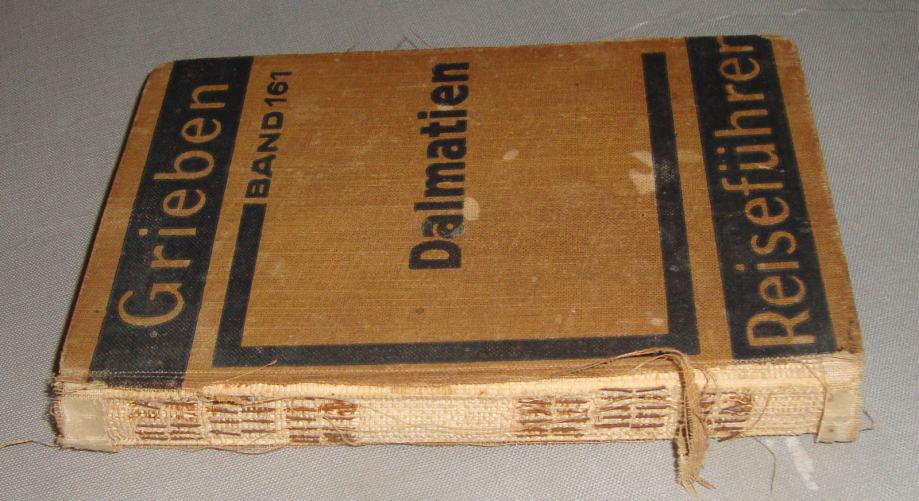 Grieben
BAND 161
Dalmatien
Reiseführer